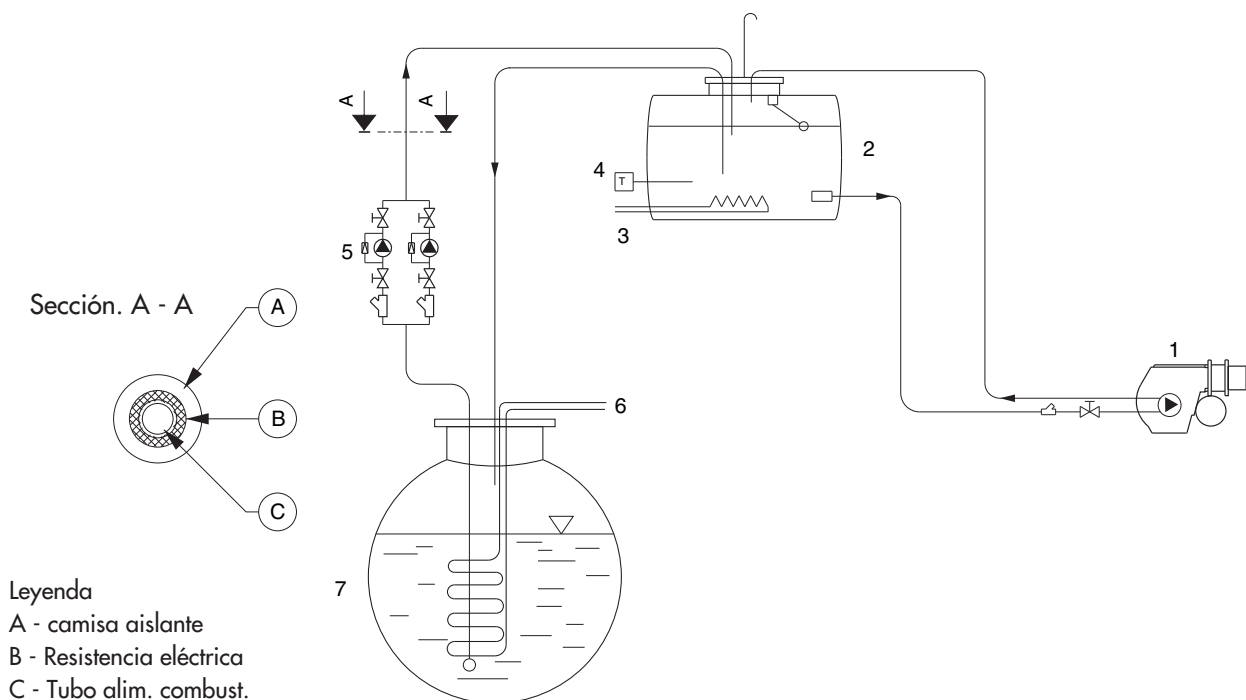 A
A
2
4
T
3
5
Sección. A - A
A
1
B
6
C
7
Leyenda
A - camisa aislante
B - Resistencia eléctrica
C - Tubo alim. combust.